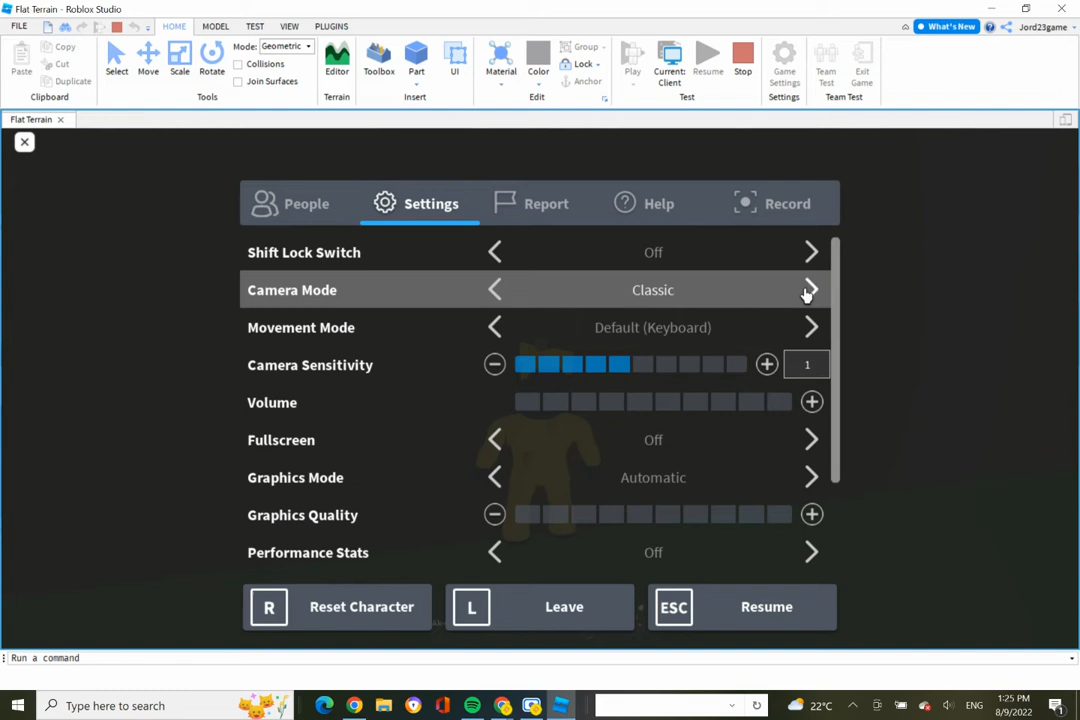 Flat Terrain - Roblox Studio
FILE HOME MODEL TEST VIEW PLUGINS
What's New Jord23game
Paste Copy Cut Duplicate
Select Move Scale Rotate
Mode: Geometric
Collisions
Join Surfaces
Editor Toolbox Part UI Material Color
Group
Lock
Anchor
Play Current: Client Resume Stop Game Settings Team Test Exit Game
Clipboard Tools Terrain Insert Edit Test Settings Team Test
Flat Terrain
People Settings Report Help Record
Shift Lock Switch Off
Camera Mode Classic
Movement Mode Default (Keyboard)
Camera Sensitivity 1
Volume
Fullscreen Off
Graphics Mode Automatic
Graphics Quality
Performance Stats Off
R Reset Character L Leave ESC Resume
Run a command
Type here to search
22°C ENG
1:25 PM
8/9/2022
1